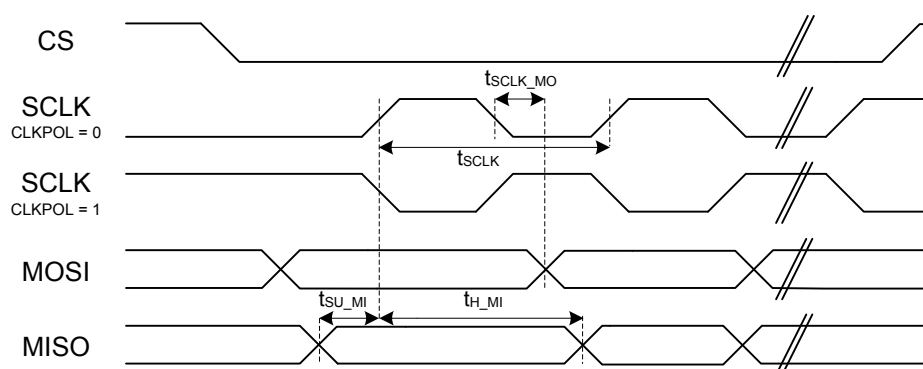 CS
tSCLK_MO
SCLK
CLKPOL = 0
tSCLK
SCLK
CLKPOL = 1
MOSI
tSU_MI
tH_MI
MISO